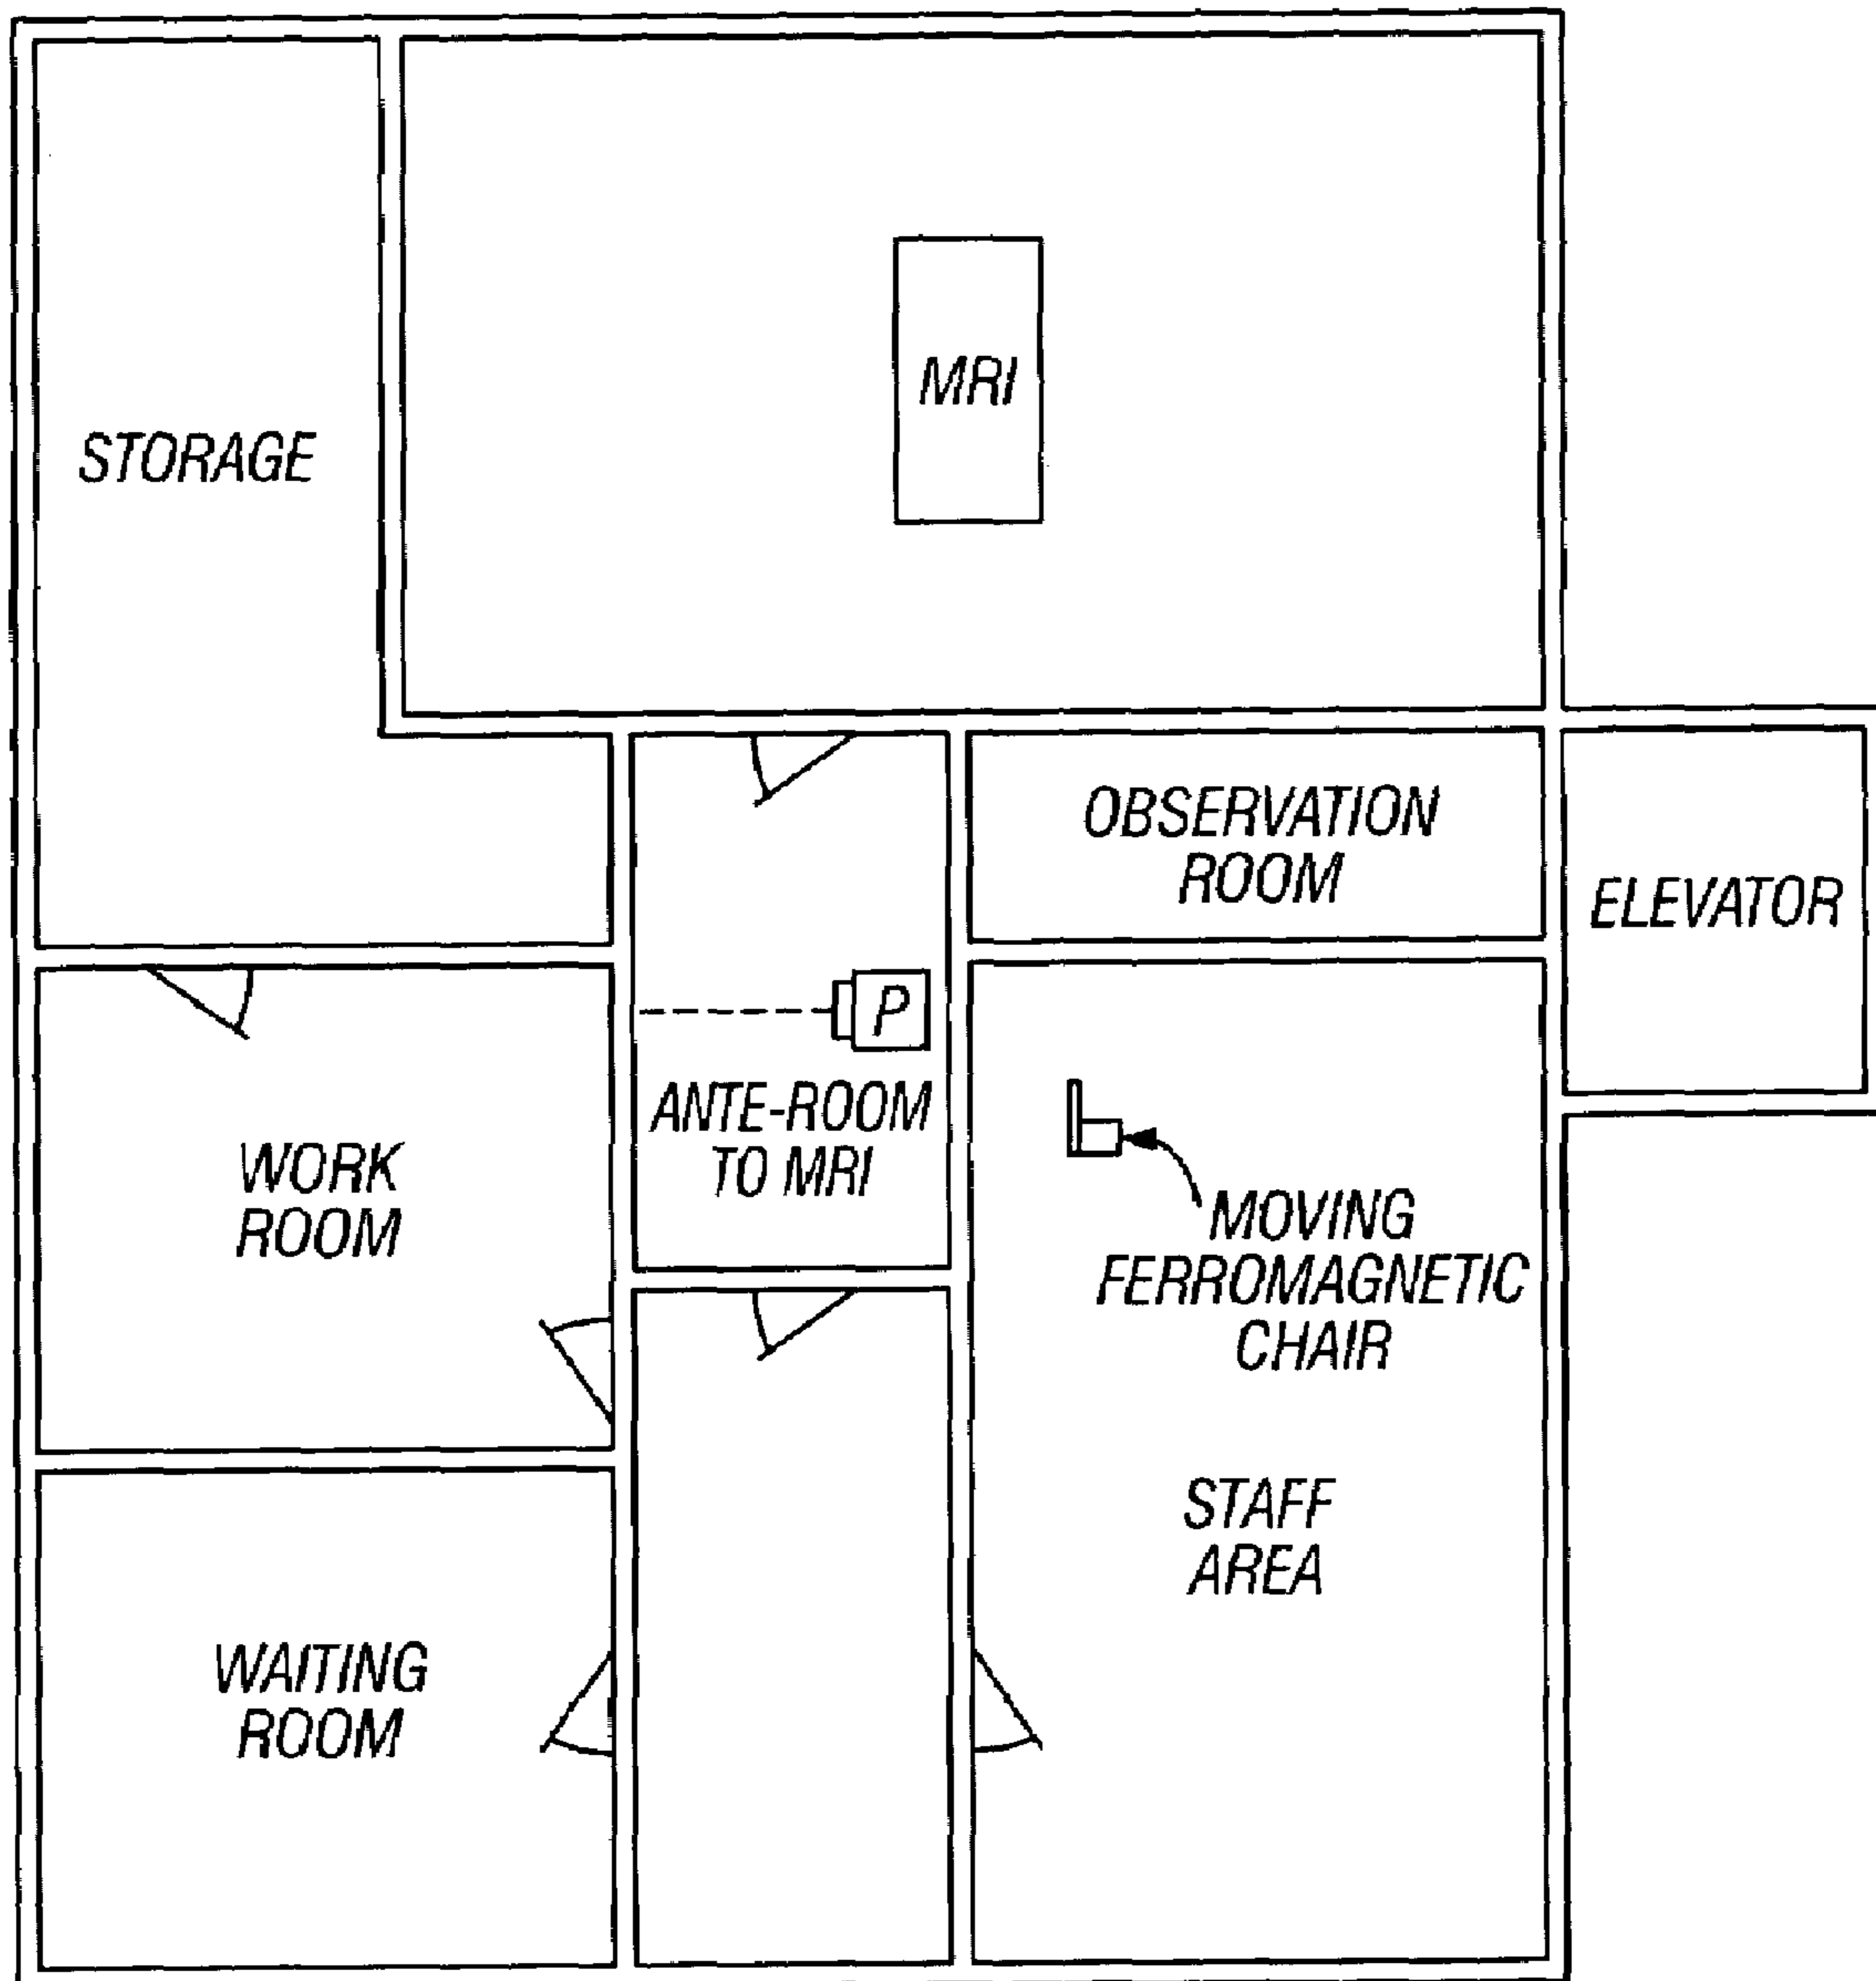 MRI
STORAGE
OBSERVATION
ROOM
ELEVATOR
P
ANTE-ROOM
TO MRI
WORK
ROOM
MOVING
FERROMAGNETIC
CHAIR
STAFF
AREA
WAITING
ROOM